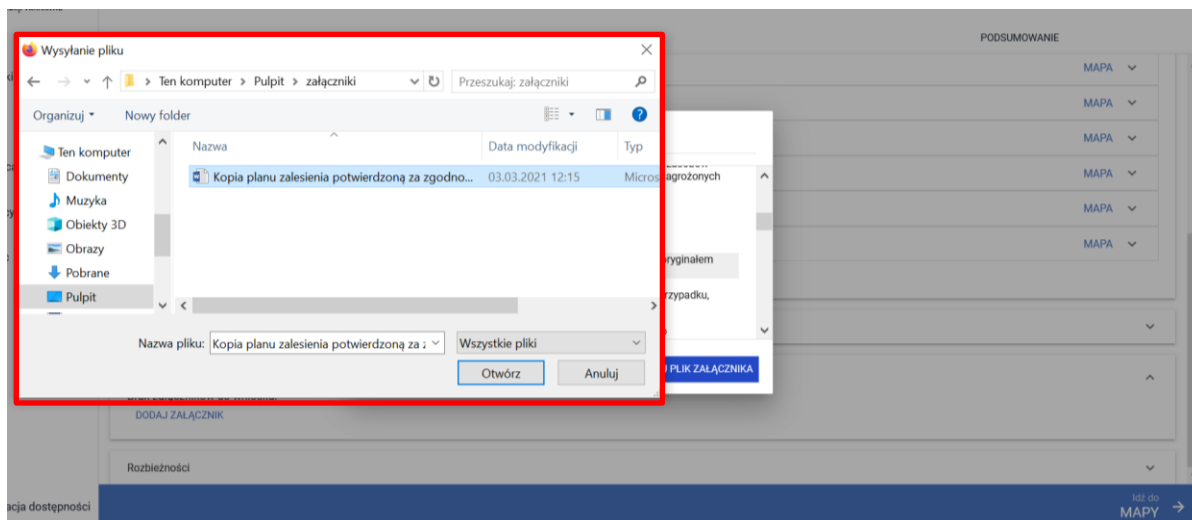 PODSUMOWANIE
Wysyłanie pliku
Ten komputer > Pulpit > załączniki
Przeszukaj: załączniki
MAPA
Organizuj
Nowy folder
MAPA
Ten komputer
Nazwa
Data modyfikacji
Typ
MAPA
Dokumenty
Kopia planu zalesienia potwierdzoną za zgodno...
03.03.2021 12:15
Micros
agrożonych
MAPA
Muzyka
MAPA
Obiekty 3D
Obrazy
MAPA
Pobrane
ryginałem
Pulpit
rzypadku,
Nazwa pliku: Kopia planu zalesienia potwierdzoną za
Wszystkie pliki
Otwórz
Anuluj
PLIK ZAŁĄCZNIKA
DODAJ ZAŁĄCZNIK
Rozbieżności
Idź do
acja dostępności
MAPY